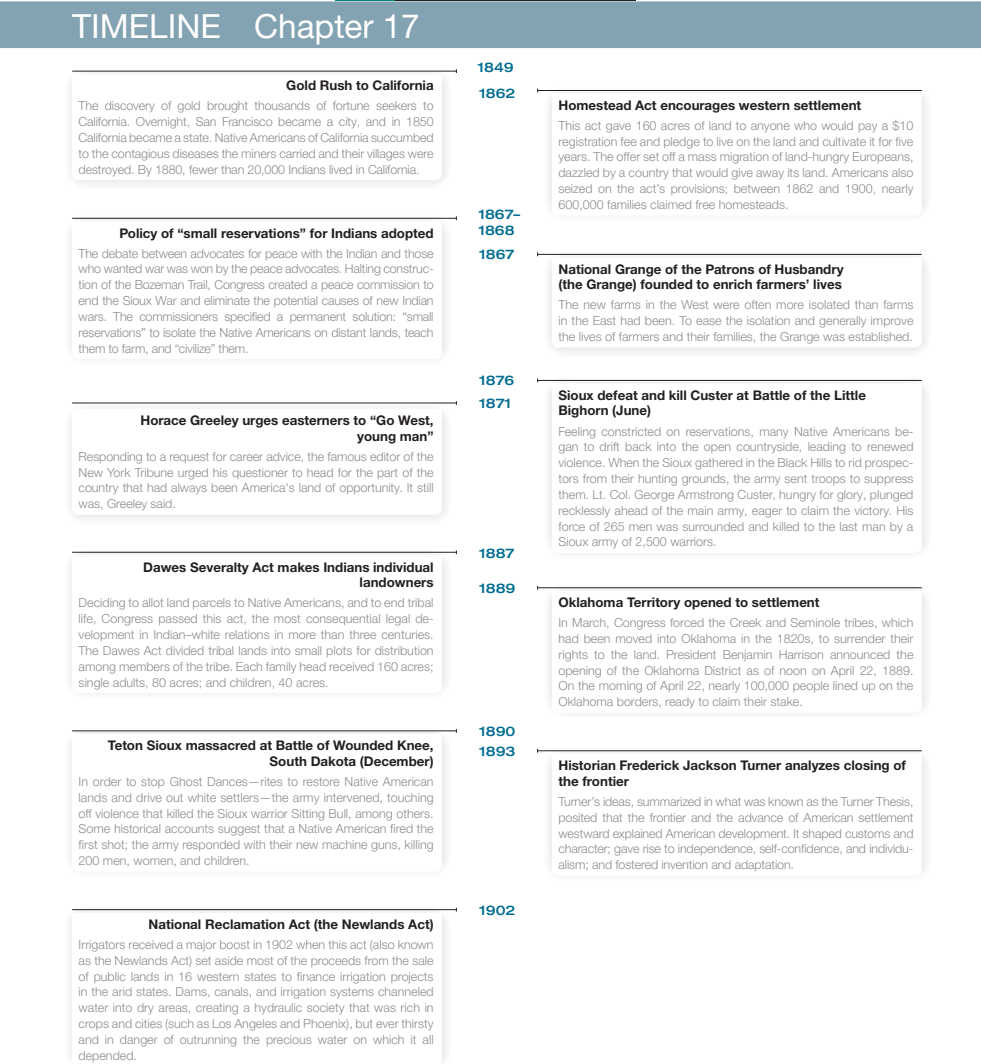 TIMELINE Chapter 17
1849
Gold Rush to California
The discovery of gold brought thousands of fortune seekers to
California. Overnight, San Francisco became a city, and in 1850
California became a state. Native Americans of California succumbed
to the contagious diseases the miners carried and their villages were
destroyed. By 1880, fewer than 20,000 Indians lived in California.
1862
Homestead Act encourages western settlement
This act gave 160 acres of land to anyone who would pay a $10
registration fee and pledge to live on the land and cultivate it for five
years. The offer set off a mass migration of land-hungry Europeans,
dazzled by a country that would give away its land. Americans also
seized on the act's provisions; between 1862 and 1900, nearly
600,000 families claimed free homesteads.
1867–
1868
Policy of “small reservations” for Indians adopted
The debate between advocates for peace with the Indian and those
who wanted war was won by the peace advocates. Halting construc-
tion of the Bozeman Trail, Congress created a peace commission to
end the Sioux War and eliminate the potential causes of new Indian
wars. The commissioners specified a permanent solution: “small
reservations” to isolate the Native Americans on distant lands, teach
them to farm, and “civilize” them.
1867
National Grange of the Patrons of Husbandry
(the Grange) founded to enrich farmers’ lives
The new farms in the West were often more isolated than farms
in the East had been. To ease the isolation and generally improve
the lives of farmers and their families, the Grange was established.
1876
Sioux defeat and kill Custer at Battle of the Little
Bighorn (June)
Feeling constricted on reservations, many Native Americans be-
gan to drift back into the open countryside, leading to renewed
violence. When the Sioux gathered in the Black Hills to rid prospec-
tors from their hunting grounds, the army sent troops to suppress
them. Lt. Col. George Armstrong Custer, hungry for glory, plunged
recklessly ahead of the main army, eager to claim the victory. His
force of 265 men was surrounded and killed to the last man by a
Sioux army of 2,500 warriors.
1871
Horace Greeley urges easterners to “Go West,
young man”
Responding to a request for career advice, the famous editor of the
New York Tribune urged his questioner to head for the part of the
country that had always been America's land of opportunity. It still
was, Greeley said.
1887
Dawes Severalty Act makes Indians individual
landowners
Deciding to allot land parcels to Native Americans, and to end tribal
life, Congress passed this act, the most consequential legal de-
velopment in Indian–white relations in more than three centuries.
The Dawes Act divided tribal lands into small plots for distribution
among members of the tribe. Each family head received 160 acres;
single adults, 80 acres; and children, 40 acres.
1889
Oklahoma Territory opened to settlement
In March, Congress forced the Creek and Seminole tribes, which
had been moved into Oklahoma in the 1820s, to surrender their
rights to the land. President Benjamin Harrison announced the
opening of the Oklahoma District as of noon on April 22, 1889.
On the morning of April 22, nearly 100,000 people lined up on the
Oklahoma borders, ready to claim their stake.
1890
Teton Sioux massacred at Battle of Wounded Knee,
South Dakota (December)
In order to stop Ghost Dances—rites to restore Native American
lands and drive out white settlers—the army intervened, touching
off violence that killed the Sioux warrior Sitting Bull, among others.
Some historical accounts suggest that a Native American fired the
first shot; the army responded with their new machine guns, killing
200 men, women, and children.
1893
Historian Frederick Jackson Turner analyzes closing of
the frontier
Turner’s ideas, summarized in what was known as the Turner Thesis,
posited that the frontier and the advance of American settlement
westward explained American development. It shaped customs and
character; gave rise to independence, self-confidence, and individu-
alism; and fostered invention and adaptation.
1902
National Reclamation Act (the Newlands Act)
Irrigators received a major boost in 1902 when this act (also known
as the Newlands Act) set aside most of the proceeds from the sale
of public lands in 16 western states to finance irrigation projects
in the arid states. Dams, canals, and irrigation systems channeled
water into dry areas, creating a hydraulic society that was rich in
crops and cities (such as Los Angeles and Phoenix), but ever thirsty
and in danger of outrunning the precious water on which it all
depended.